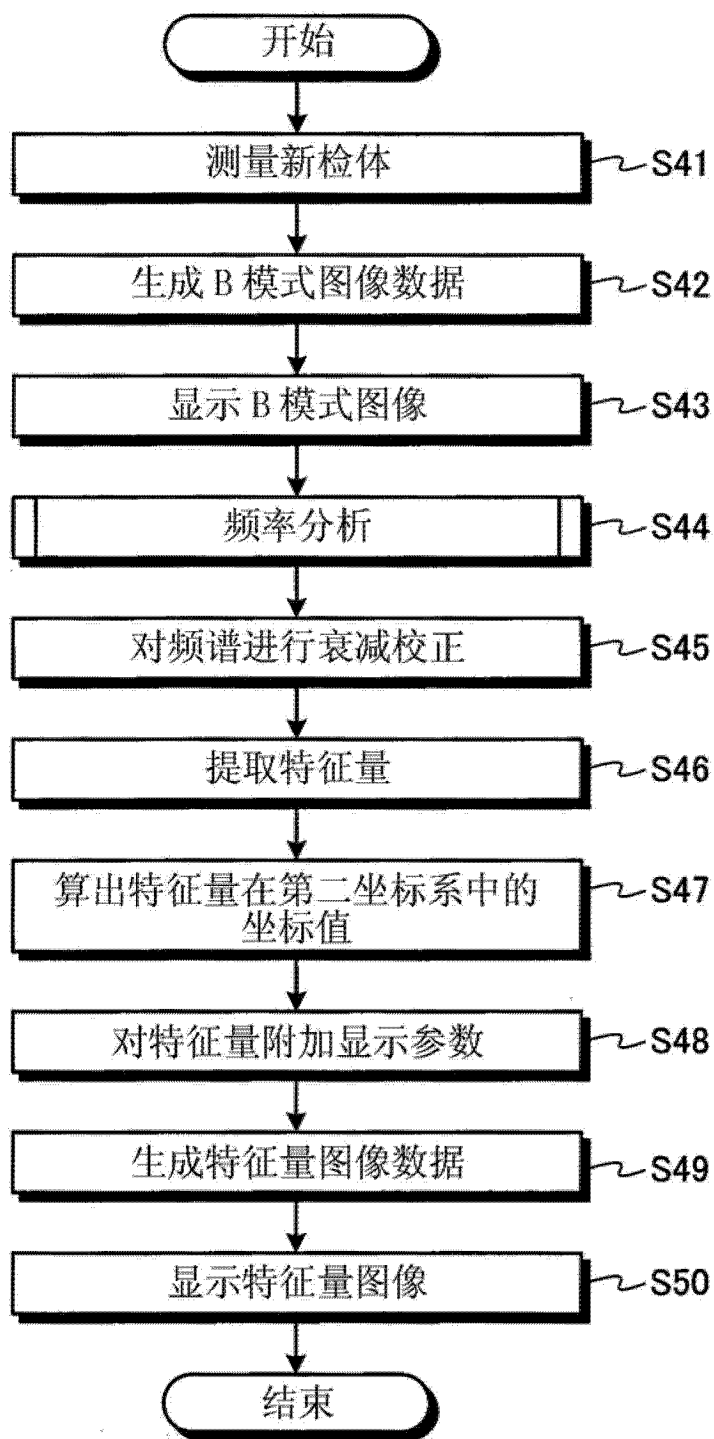 开始
测量新检体
S41
生成 B 模式图像数据
S42
显示 B 模式图像
S43
频率分析
S44
对频谱进行衰减校正
S45
提取特征量
S46
算出特征量在第二坐标系中的
坐标值
S47
对特征量附加显示参数
S48
生成特征量图像数据
S49
显示特征量图像
S50
结束